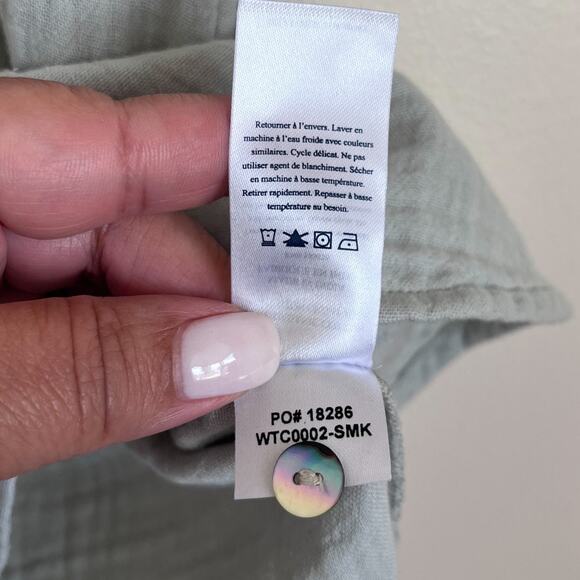 Retourner à l'envers. Laver en
machine à l'eau froide avec couleurs
similaires. Cycle délicat. Ne pas
utiliser agent de blanchiment. Sécher
en machine à basse température.
Retirer rapidement. Repasser à basse
température au besoin.
PO# 18286
WTC0002-SMK